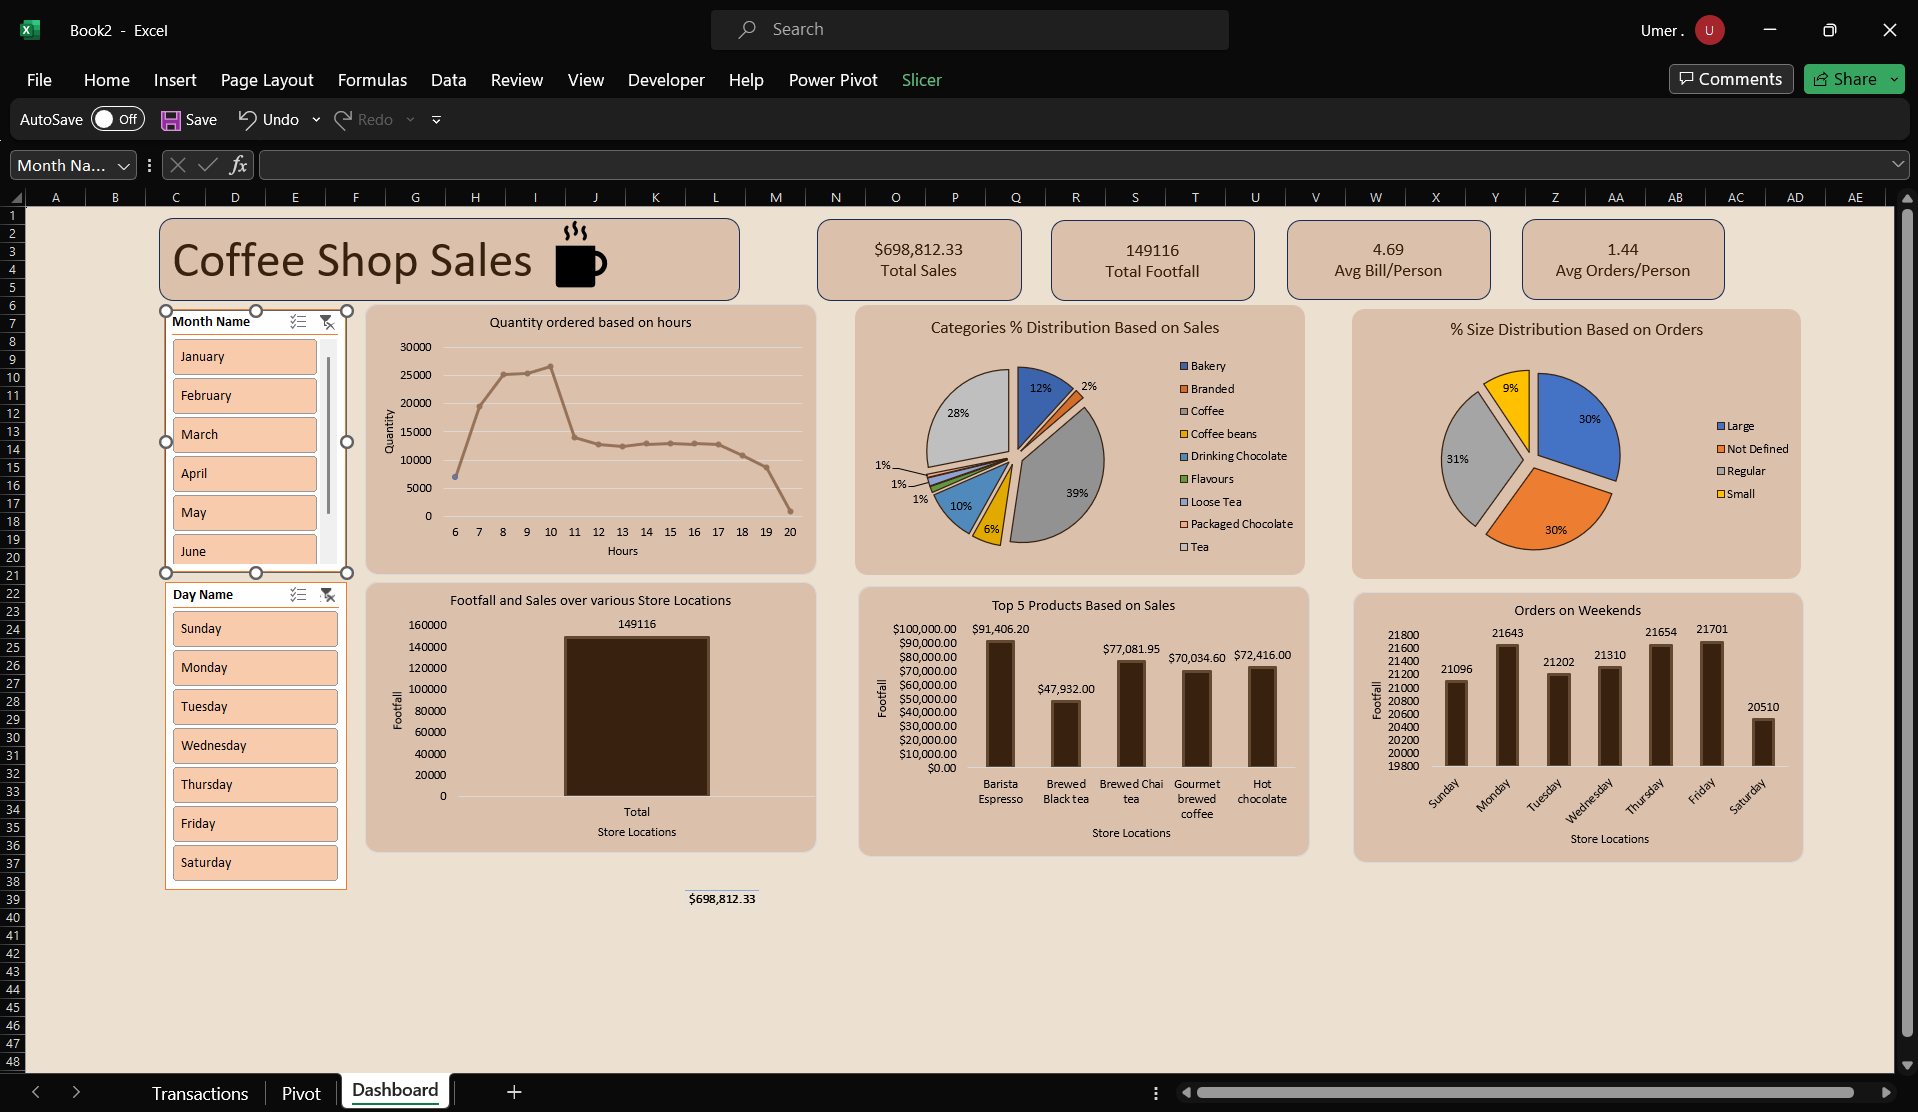 Book2 - Excel
Search
Umer .
U
File Home Insert Page Layout Formulas Data Review View Developer Help Power Pivot Slicer
Comments
Share
AutoSave Off Save Undo Redo
Month Na...
fx
A B C D E F G H I J K L M N O P Q R S T U V W X Y Z AA AB AC AD AE
1
2
3
4
5
6
7
8
9
10
11
12
13
14
15
16
17
18
19
20
21
22
23
24
25
26
27
28
29
30
31
32
33
34
35
36
37
38
39
40
41
42
43
44
45
46
47
48
Coffee Shop Sales
$698,812.33
Total Sales
149116
Total Footfall
4.69
Avg Bill/Person
1.44
Avg Orders/Person
Month Name
January
February
March
April
May
June
Day Name
Sunday
Monday
Tuesday
Wednesday
Thursday
Friday
Saturday
Quantity ordered based on hours
30000
25000
20000
15000
10000
5000
0
Quantity
6 7 8 9 10 11 12 13 14 15 16 17 18 19 20
Hours
Categories % Distribution Based on Sales
12%
2%
39%
6%
10%
1%
1%
1%
28%
Bakery
Branded
Coffee
Coffee beans
Drinking Chocolate
Flavours
Loose Tea
Packaged Chocolate
Tea
% Size Distribution Based on Orders
9%
30%
31%
30%
Large
Not Defined
Regular
Small
Footfall and Sales over various Store Locations
149116
160000
140000
120000
100000
80000
60000
40000
20000
0
Footfall
Total
Store Locations
Top 5 Products Based on Sales
$100,000.00
$90,000.00
$80,000.00
$70,000.00
$60,000.00
$50,000.00
$40,000.00
$30,000.00
$20,000.00
$10,000.00
$0.00
Footfall
$91,406.20
$47,932.00
$77,081.95
$70,034.60
$72,416.00
Barista Espresso
Brewed Black tea
Brewed Chai tea
Gourmet brewed coffee
Hot chocolate
Store Locations
Orders on Weekends
21800
21600
21400
21200
21000
20800
20600
20400
20200
20000
19800
Footfall
21096
21643
21202
21310
21654
21701
20510
Sunday
Monday
Tuesday
Wednesday
Thursday
Friday
Saturday
Store Locations
$698,812.33
Transactions Pivot Dashboard